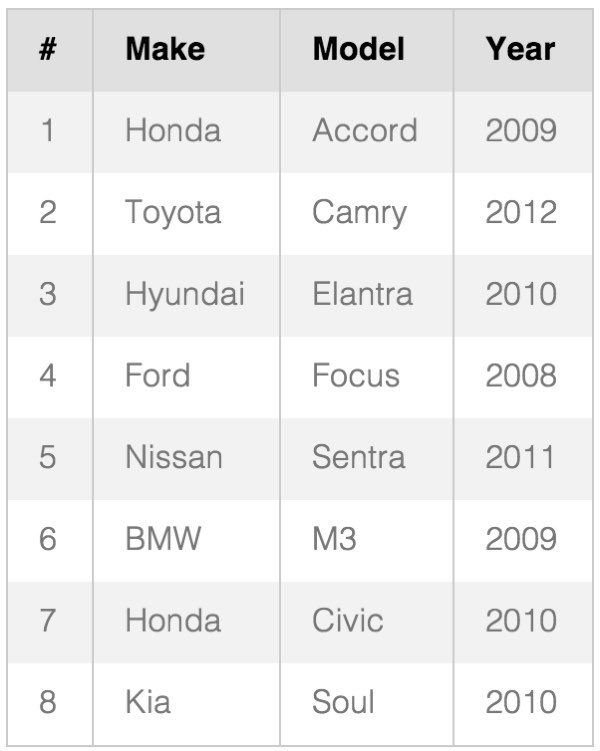 # Make Model Year
1 Honda Accord 2009
2 Toyota Camry 2012
3 Hyundai Elantra 2010
4 Ford Focus 2008
5 Nissan Sentra 2011
6 BMW M3 2009
7 Honda Civic 2010
8 Kia Soul 2010